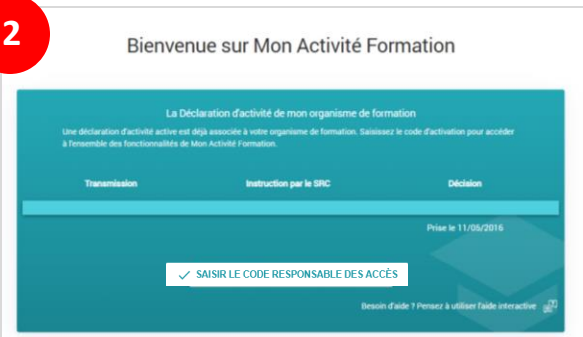 2
Bienvenue sur Mon Activité Formation
La Déclaration d'activité de mon organisme de formation
Une déclaration d'activité active est déjà associée à votre organisme de formation. Saisissez le code d'activation pour accéder
à l'ensemble des fonctionnalités de Mon Activité Formation.
Transmission Instruction par le SRC Décision
Prise le 11/05/2016
SAISIR LE CODE RESPONSABLE DES ACCÈS
Besoin d'aide ? Pensez à utiliser l'aide interactive